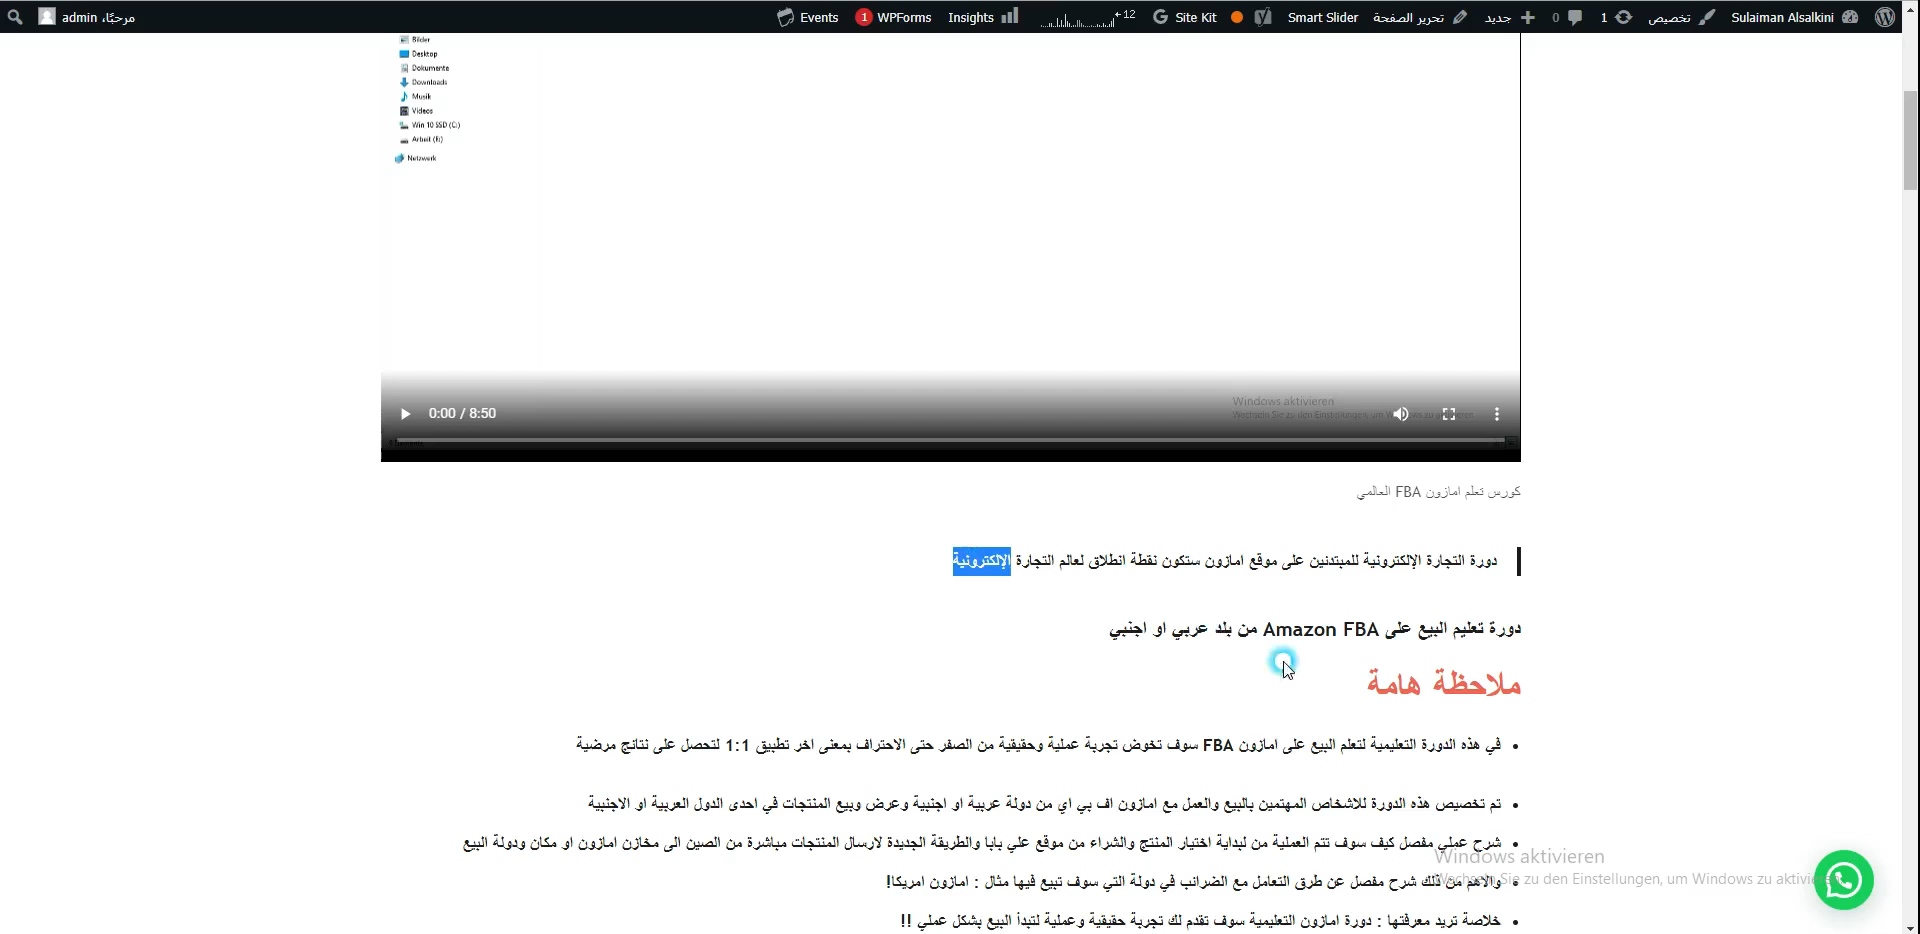 مرحبًا، admin
Events
1 WPForms
Insights
12
Site Kit
Smart Slider
تحرير الصفحة
جديد
0
1
تخصيص
Sulaiman Alsalkini
Bilder
Desktop
Dokumente
Downloads
Musik
Videos
Win 10 SSD (C:)
Netzwerk
0:00 / 8:50
Windows aktivieren
كورس تعلم امازون FBA العالمي
دورة التجارة الإلكترونية للمبتدئين على موقع امازون ستكون نقطة انطلاق لعالم التجارة الإلكترونية
دورة تعليم البيع على Amazon FBA من بلد عربي او اجنبي
ملاحظة هامة
في هذه الدورة التعليمية لتعلم البيع على امازون FBA سوف تخوض تجربة عملية وحقيقية من الصفر حتى الاحتراف بمعنى اخر تطبيق 1:1 لتحصل على نتائج مرضية
تم تخصيص هذه الدورة للاشخاص المهتمين بالبيع والعمل مع امازون اف بي اي من دولة عربية او اجنبية وعرض وبيع المنتجات في احدى الدول العربية او الاجنبية
شرح عملي مفصل كيف سوف تتم العملية من لبداية اختيار المنتج والشراء من موقع علي بابا والطريقة الجديدة لارسال المنتجات مباشرة من الصين الى مخازن امازون او مكان ودولة البيع
والاهم من ذلك شرح مفصل عن طرق التعامل مع الضرائب في دولة التي سوف تبيع فيها مثال : امازون امريكا!
خلاصة تريد معرفتها : دورة امازون التعليمية سوف تقدم لك تجربة حقيقية وعملية لتبدأ البيع بشكل عملي !!
Windows aktivieren
Wechseln Sie zu den Einstellungen, um Windows zu